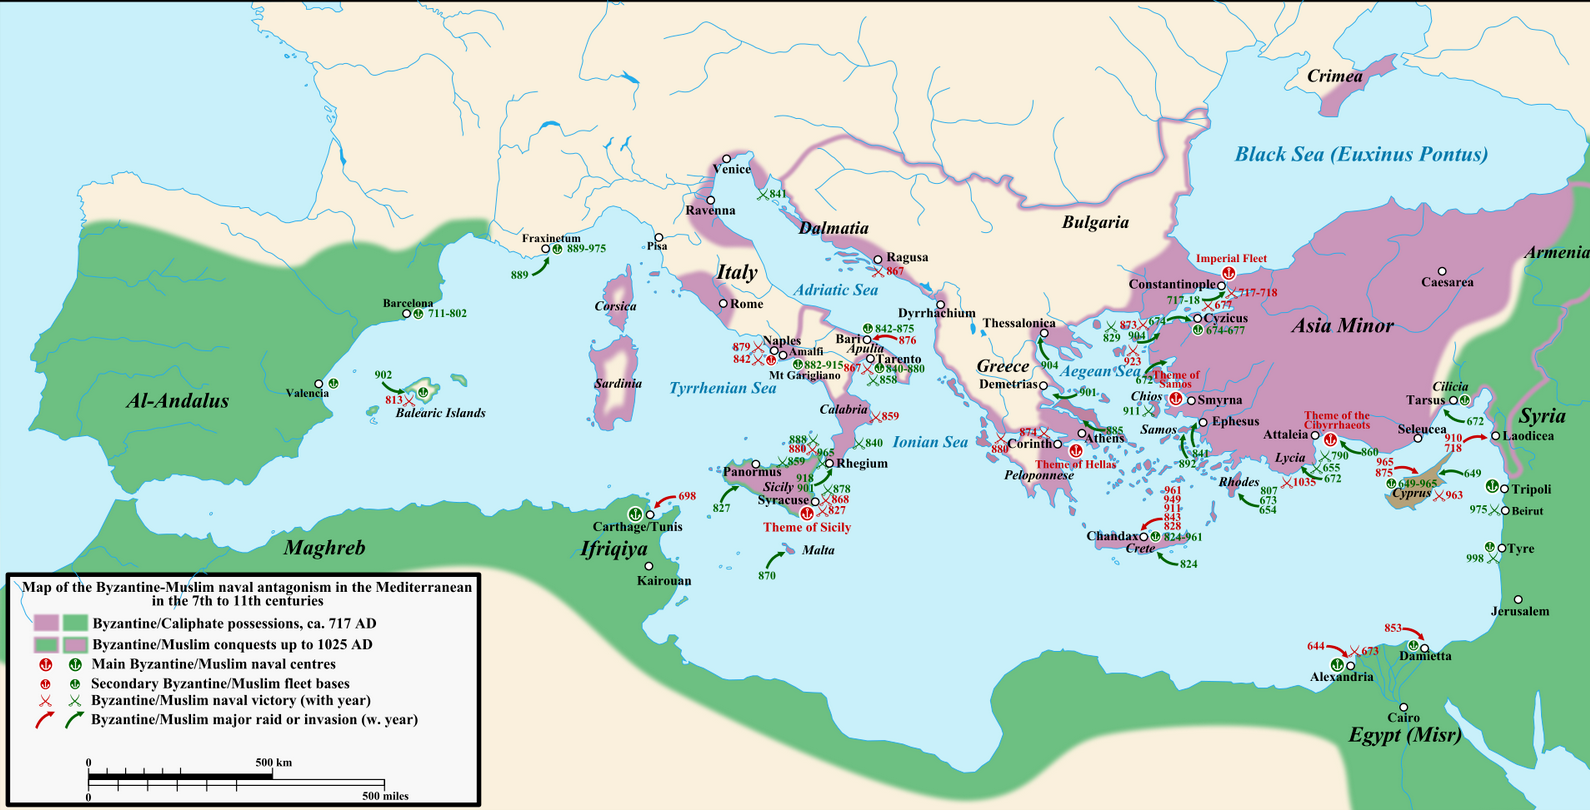 Crimea
Black Sea (Euxinus Pontus)
Venice
841
Ravenna
Dalmatia
Bulgaria
Fraxinetum
889-975
889
Pisa
Ragusa
867
Armenia
Italy
Adriatic Sea
Imperial Fleet
Constantinople
717-718
717-18
677
Caesarea
Corsica
Rome
Dyrrhachium
Barcelona
711-802
Thessalonica
873
674
829
904
Cyzicus
674-677
Asia Minor
842-875
Bari
876
Apulia
879
Naples
842
Amalfi
882-915
Mt Garigliano
867
Tarento
840-880
858
904
923
Greece
Aegean Sea
672
Theme of
Samos
Demetrias
901
Chios
Smyrna
911
902
Valencia
813
Balearic Islands
Al-Andalus
Sardinia
Tyrrhenian Sea
Calabria
859
Cilicia
Tarsus
672
Syria
Ionian Sea
885
Samos
Ephesus
Theme of the
Cibyrrhaeots
Attaleia
Seleucea
910
718
Laodicea
888
880
965
840
874
880
Corinth
Athens
Theme of Hellas
892
841
790
860
Lycia
655
672
Panormus
859
Rhegium
Sicily
918
901
878
Syracuse
868
827
827
Theme of Sicily
Peloponnese
Rhodes
1035
807
673
654
965
875
649
649-965
Cyprus
963
Tripoli
975
Beirut
698
Carthage/Tunis
961
949
911
843
828
Chandax
824-961
Crete
824
Tyre
998
Maghreb
Ifriqiya
Malta
870
Kairouan
Jerusalem
853
Damietta
644
673
Alexandria
Cairo
Egypt (Misr)
Map of the Byzantine-Muslim naval antagonism in the Mediterranean
in the 7th to 11th centuries
Byzantine/Caliphate possessions, ca. 717 AD
Byzantine/Muslim conquests up to 1025 AD
Main Byzantine/Muslim naval centres
Secondary Byzantine/Muslim fleet bases
Byzantine/Muslim naval victory (with year)
Byzantine/Muslim major raid or invasion (w. year)
0
500 km
0
500 miles